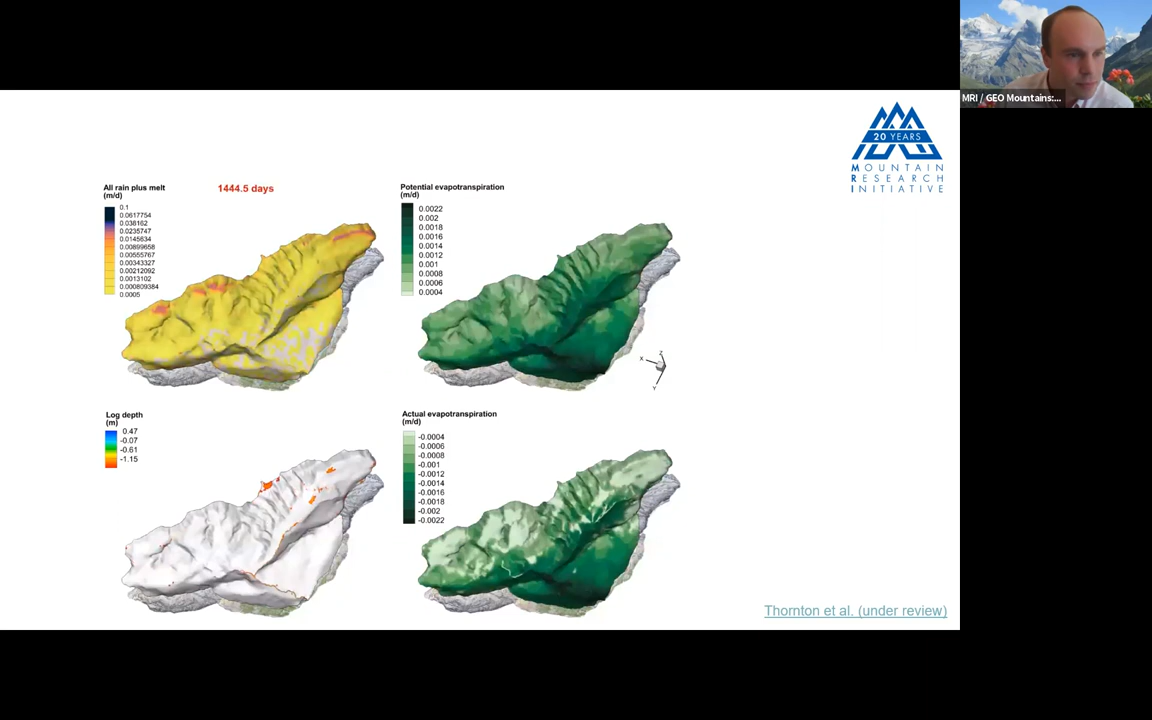 MRI / GEO Mountains:...
20 YEARS
MOUNTAIN
RESEARCH
INITIATIVE
All rain plus melt
(m/d)
1444.5 days
0.1
0.0617754
0.038162
0.0235747
0.0145634
0.00899658
0.00555767
0.00343327
0.00212092
0.0013102
0.000809384
0.0005
Potential evapotranspiration
(m/d)
0.0022
0.002
0.0018
0.0016
0.0014
0.0012
0.001
0.0008
0.0006
0.0004
X
Z
Y
Log depth
(m)
0.47
-0.07
-0.61
-1.15
Actual evapotranspiration
(m/d)
-0.0004
-0.0006
-0.0008
-0.001
-0.0012
-0.0014
-0.0016
-0.0018
-0.002
-0.0022
Thornton et al. (under review)